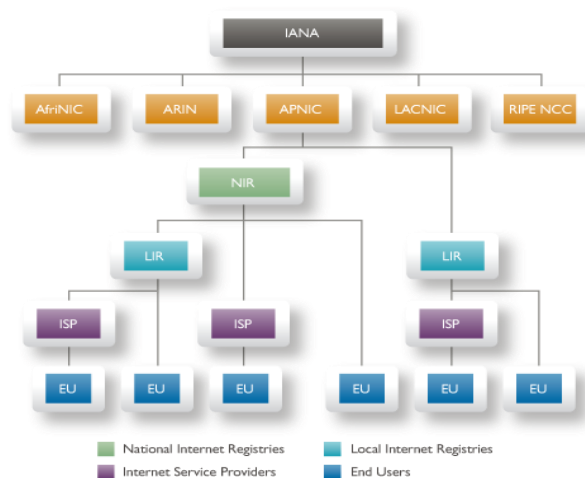 IANA
AfriNIC ARIN APNIC LACNIC RIPE NCC
NIR
LIR LIR
ISP ISP ISP
EU EU EU EU EU EU
National Internet Registries Local Internet Registries
Internet Service Providers End Users